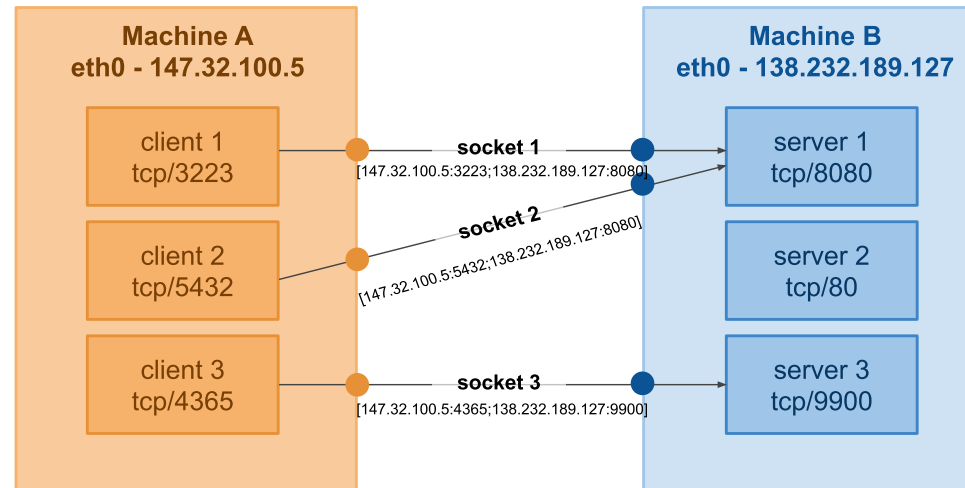 Machine A
eth0 - 147.32.100.5
client 1
tcp/3223
client 2
tcp/5432
client 3
tcp/4365
socket 1
[147.32.100.5:3223;138.232.189.127:8080]
socket 2
[147.32.100.5:5432;138.232.189.127:8080]
socket 3
[147.32.100.5:4365;138.232.189.127:9900]
Machine B
eth0 - 138.232.189.127
server 1
tcp/8080
server 2
tcp/80
server 3
tcp/9900